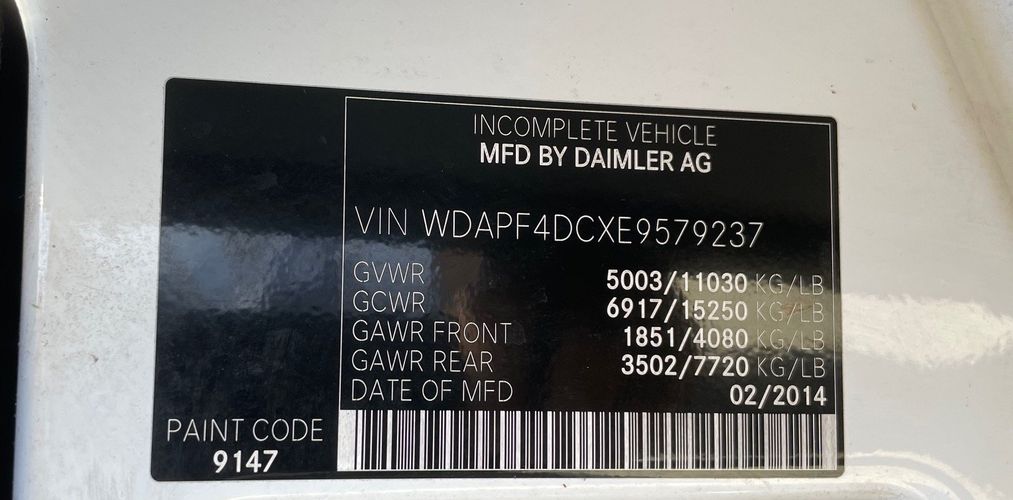 INCOMPLETE VEHICLE
MFD BY DAIMLER AG
VIN WDAPF4DCXE9579237
GVWR 5003/11030 KG/LB
GCWR 6917/15250 KG/LB
GAWR FRONT 1851/4080 KG/LB
GAWR REAR 3502/7720 KG/LB
DATE OF MFD 02/2014
PAINT CODE
9147